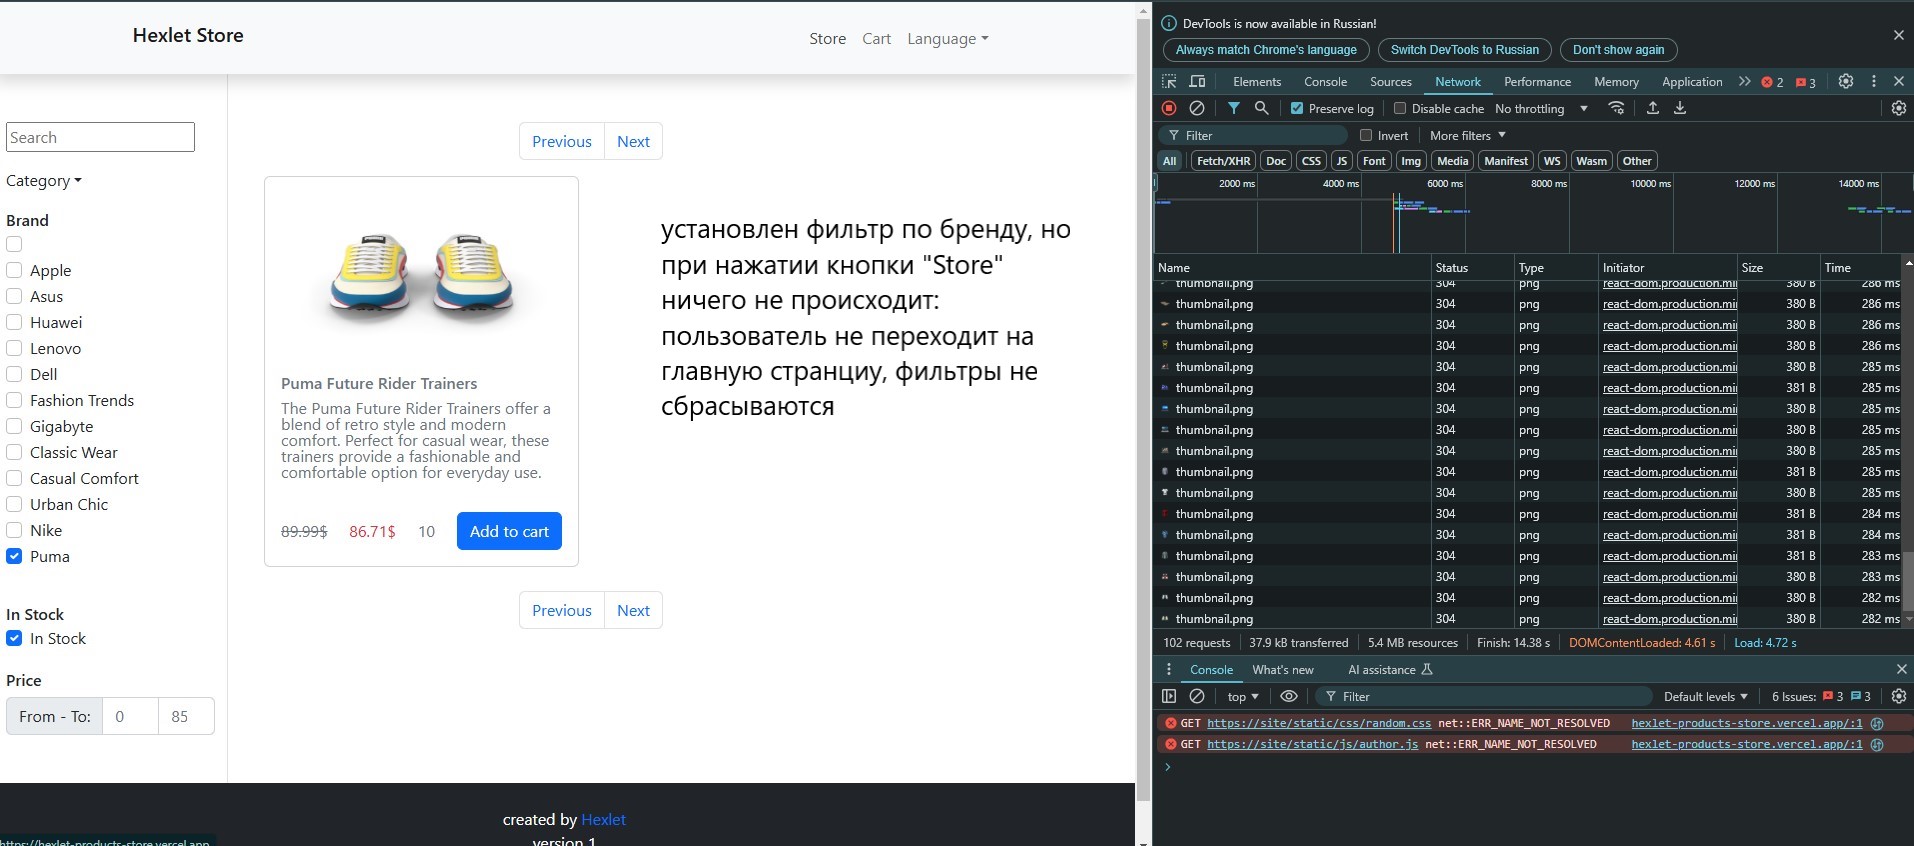 Hexlet Store
Store Cart Language
Search
Category
Brand
Apple
Asus
Huawei
Lenovo
Dell
Fashion Trends
Gigabyte
Classic Wear
Casual Comfort
Urban Chic
Nike
Puma
In Stock
In Stock
Price
From - To: 0 85
Previous Next
Puma Future Rider Trainers
The Puma Future Rider Trainers offer a
blend of retro style and modern
comfort. Perfect for casual wear, these
trainers provide a fashionable and
comfortable option for everyday use.
89.99$ 86.71$ 10 Add to cart
Previous Next
установлен фильтр по бренду, но
при нажатии кнопки "Store"
ничего не происходит:
пользователь не переходит на
главную странциу, фильтры не
сбрасываются
created by Hexlet
version 1
https://hexlet-products-store.vercel.app
DevTools is now available in Russian!
Always match Chrome's language Switch DevTools to Russian Don't show again
Elements Console Sources Network Performance Memory Application 2 3
Preserve log Disable cache No throttling
Filter Invert More filters
All Fetch/XHR Doc CSS JS Font Img Media Manifest WS Wasm Other
2000 ms 4000 ms 6000 ms 8000 ms 10000 ms 12000 ms 14000 ms
Name Status Type Initiator Size Time
thumbnail.png 304 png react-dom.production.mi 380 B 286 ms
thumbnail.png 304 png react-dom.production.mi 380 B 286 ms
thumbnail.png 304 png react-dom.production.mi 380 B 286 ms
thumbnail.png 304 png react-dom.production.mi 380 B 286 ms
thumbnail.png 304 png react-dom.production.mi 380 B 285 ms
thumbnail.png 304 png react-dom.production.mi 381 B 285 ms
thumbnail.png 304 png react-dom.production.mi 380 B 285 ms
thumbnail.png 304 png react-dom.production.mi 380 B 285 ms
thumbnail.png 304 png react-dom.production.mi 380 B 285 ms
thumbnail.png 304 png react-dom.production.mi 381 B 285 ms
thumbnail.png 304 png react-dom.production.mi 380 B 285 ms
thumbnail.png 304 png react-dom.production.mi 381 B 284 ms
thumbnail.png 304 png react-dom.production.mi 381 B 284 ms
thumbnail.png 304 png react-dom.production.mi 381 B 283 ms
thumbnail.png 304 png react-dom.production.mi 380 B 283 ms
thumbnail.png 304 png react-dom.production.mi 380 B 282 ms
thumbnail.png 304 png react-dom.production.mi 380 B 282 ms
102 requests 37.9 kB transferred 5.4 MB resources Finish: 14.38 s DOMContentLoaded: 4.61 s Load: 4.72 s
Console What's new AI assistance
top Filter Default levels 6 Issues: 3 3
GET https://site/static/css/random.css net::ERR_NAME_NOT_RESOLVED hexlet-products-store.vercel.app/:1
GET https://site/static/js/author.js net::ERR_NAME_NOT_RESOLVED hexlet-products-store.vercel.app/:1